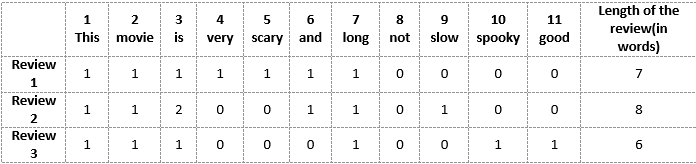 1 2 3 4 5 6 7 8 9 10 11 Length of the
This movie is very scary and long not slow spooky good review(in
words)
Review 1 1 1 1 1 1 1 0 0 0 0 7
1
Review 1 1 2 0 0 1 1 0 1 0 0 8
2
Review 1 1 1 0 0 0 1 0 0 1 1 6
3